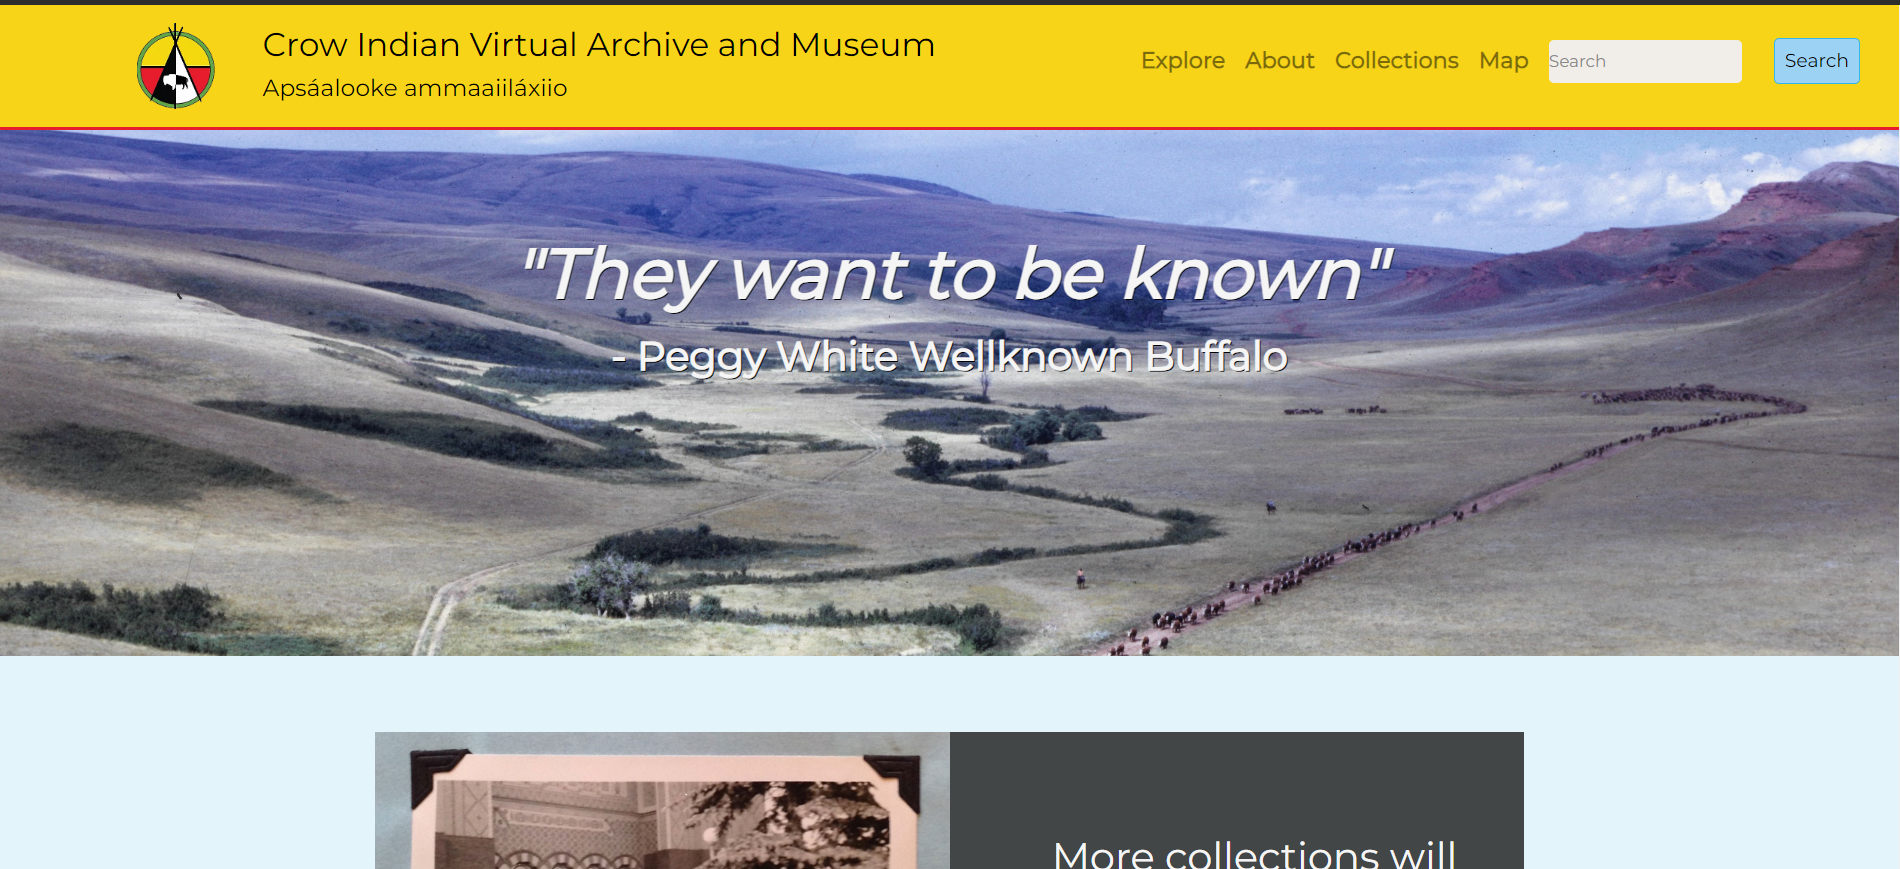 Crow Indian Virtual Archive and Museum
Apsáalooke ammaaiiláxiio
Explore About Collections Map Search Search
"They want to be known"
- Peggy White Wellknown Buffalo
More collections will